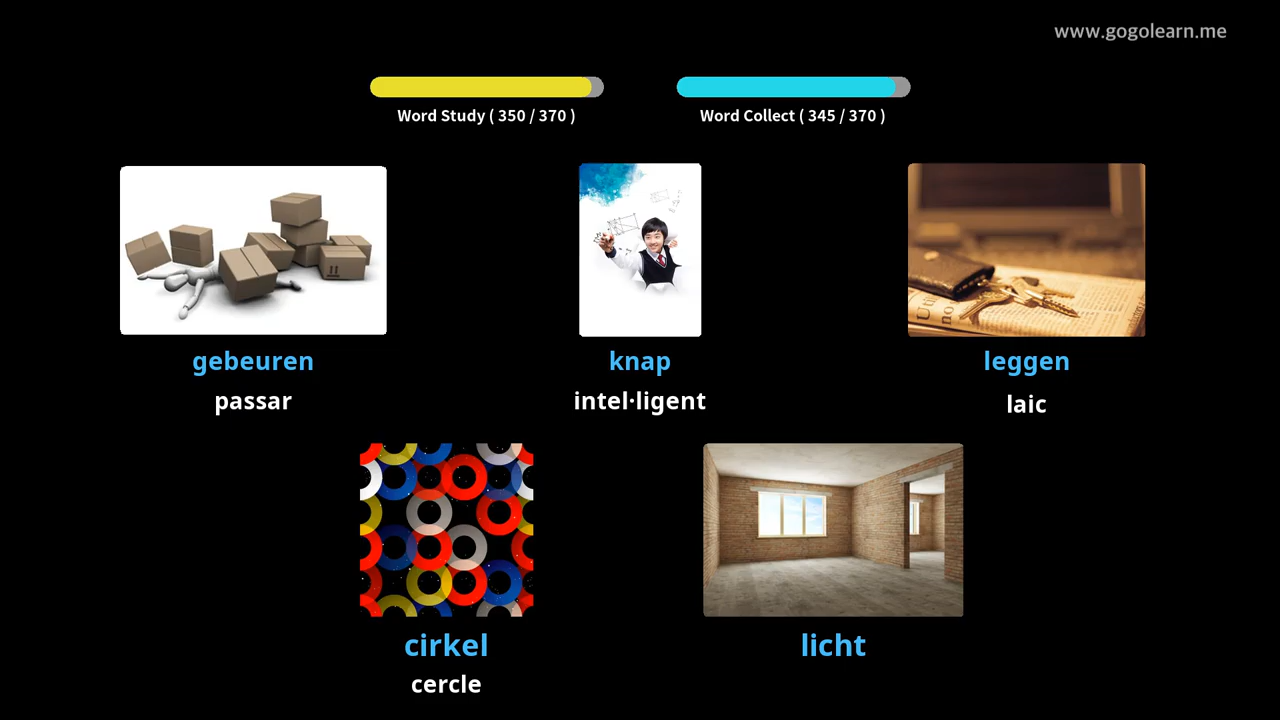 www.gogolearn.me
Word Study ( 350 / 370 )
Word Collect ( 345 / 370 )
gebeuren
knap
leggen
passar
intel·ligent
laic
cirkel
licht
cercle